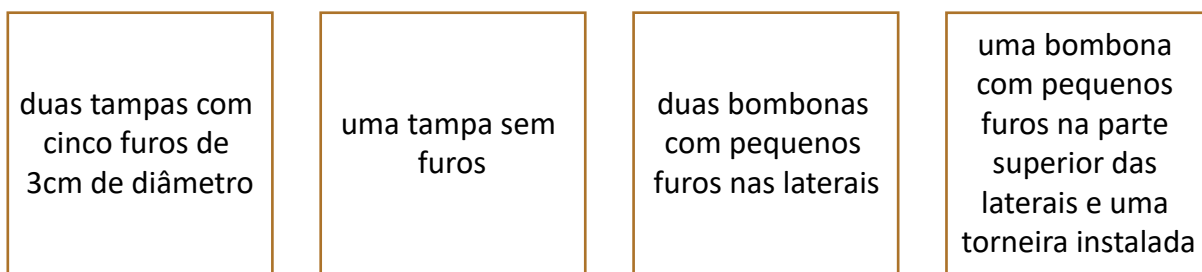 duas tampas com
cinco furos de
3cm de diâmetro
uma tampa sem
furos
duas bombonas
com pequenos
furos nas laterais
uma bombona
com pequenos
furos na parte
superior das
laterais e uma
torneira instalada